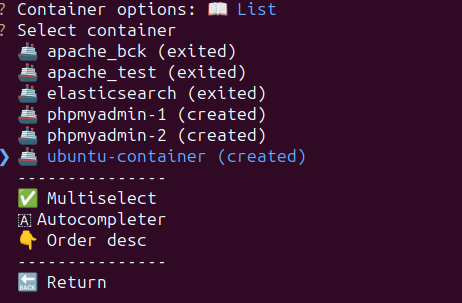 ? Container options: 📖 List
? Select container
🚢 apache_bck (exited)
🚢 apache_test (exited)
🚢 elasticsearch (exited)
🚢 phpmyadmin-1 (created)
🚢 phpmyadmin-2 (created)
❯ 🚢 ubuntu-container (created)
---------------
✅ Multiselect
🇦 Autocompleter
👇 Order desc
---------------
🔙 Return